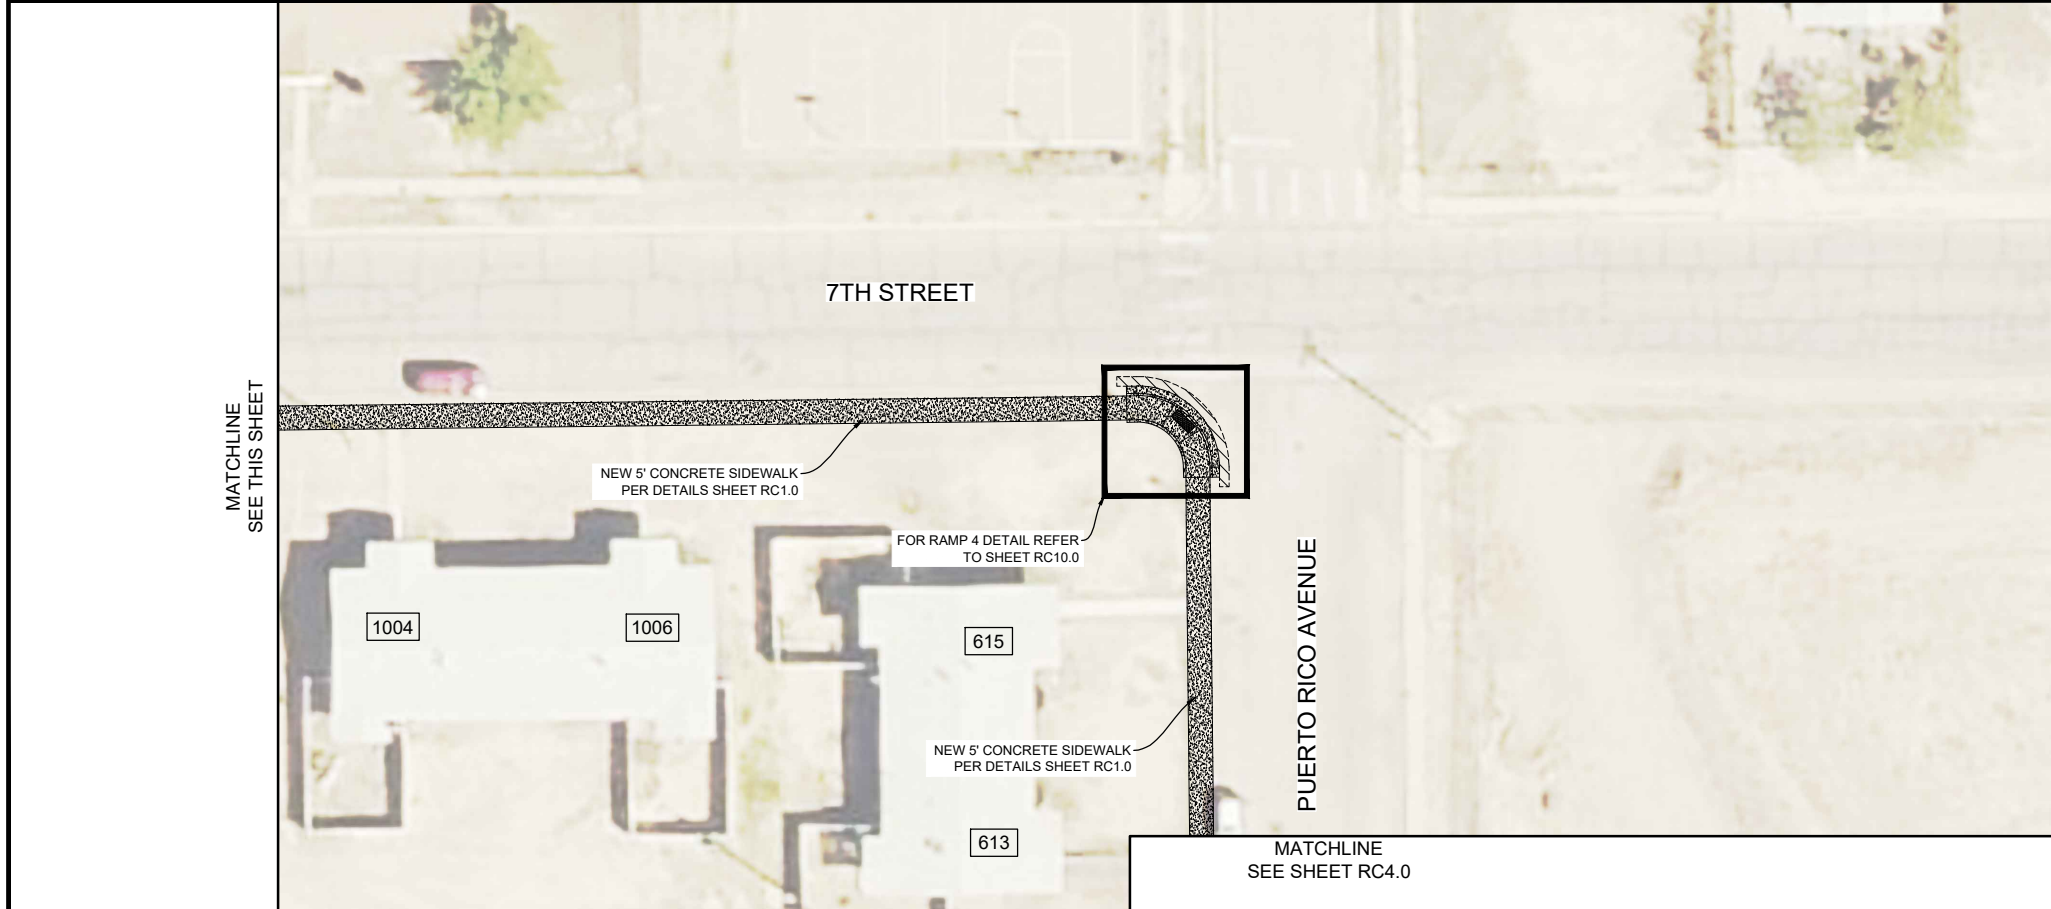 7TH STREET
MATCHLINE
SEE THIS SHEET
NEW 5' CONCRETE SIDEWALK
PER DETAILS SHEET RC1.0
FOR RAMP 4 DETAIL REFER
TO SHEET RC10.0
1004
1006
615
PUERTO RICO AVENUE
NEW 5' CONCRETE SIDEWALK
PER DETAILS SHEET RC1.0
613
MATCHLINE
SEE SHEET RC4.0